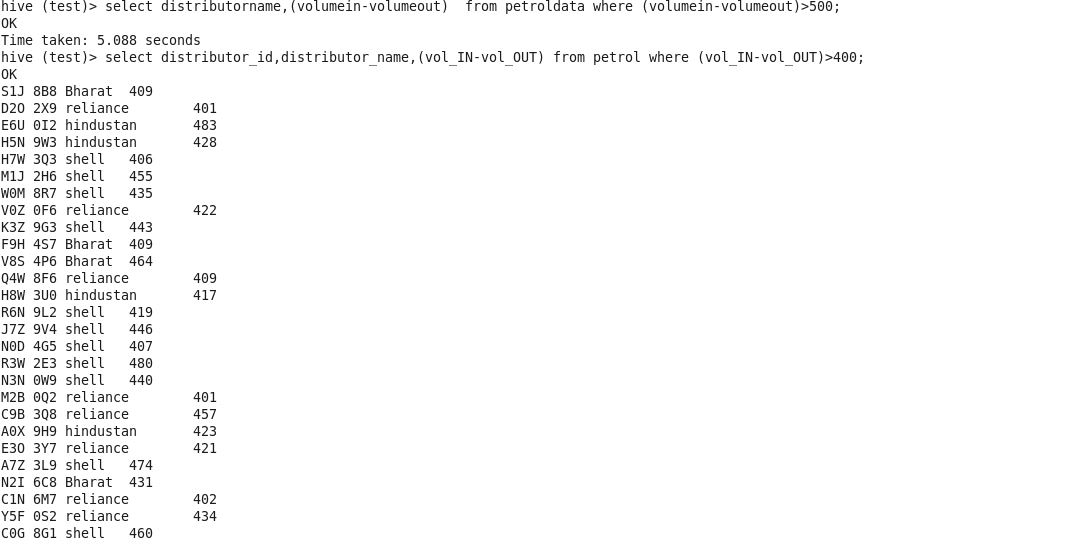 hive (test)> select distributorname,(volumein-volumeout)  from petroldata where (volumein-volumeout)>500;
OK
Time taken: 5.088 seconds
hive (test)> select distributor_id,distributor_name,(vol_IN-vol_OUT) from petrol where (vol_IN-vol_OUT)>400;
OK
S1J 8B8 Bharat  409
D2O 2X9 reliance        401
E6U 0I2 hindustan       483
H5N 9W3 hindustan       428
H7W 3Q3 shell   406
M1J 2H6 shell   455
W0M 8R7 shell   435
V0Z 0F6 reliance        422
K3Z 9G3 shell   443
F9H 4S7 Bharat  409
V8S 4P6 Bharat  464
Q4W 8F6 reliance        409
H8W 3U0 hindustan       417
R6N 9L2 shell   419
J7Z 9V4 shell   446
N0D 4G5 shell   407
R3W 2E3 shell   480
N3N 0W9 shell   440
M2B 0Q2 reliance        401
C9B 3Q8 reliance        457
A0X 9H9 hindustan       423
E3O 3Y7 reliance        421
A7Z 3L9 shell   474
N2I 6C8 Bharat  431
C1N 6M7 reliance        402
Y5F 0S2 reliance        434
C0G 8G1 shell   460